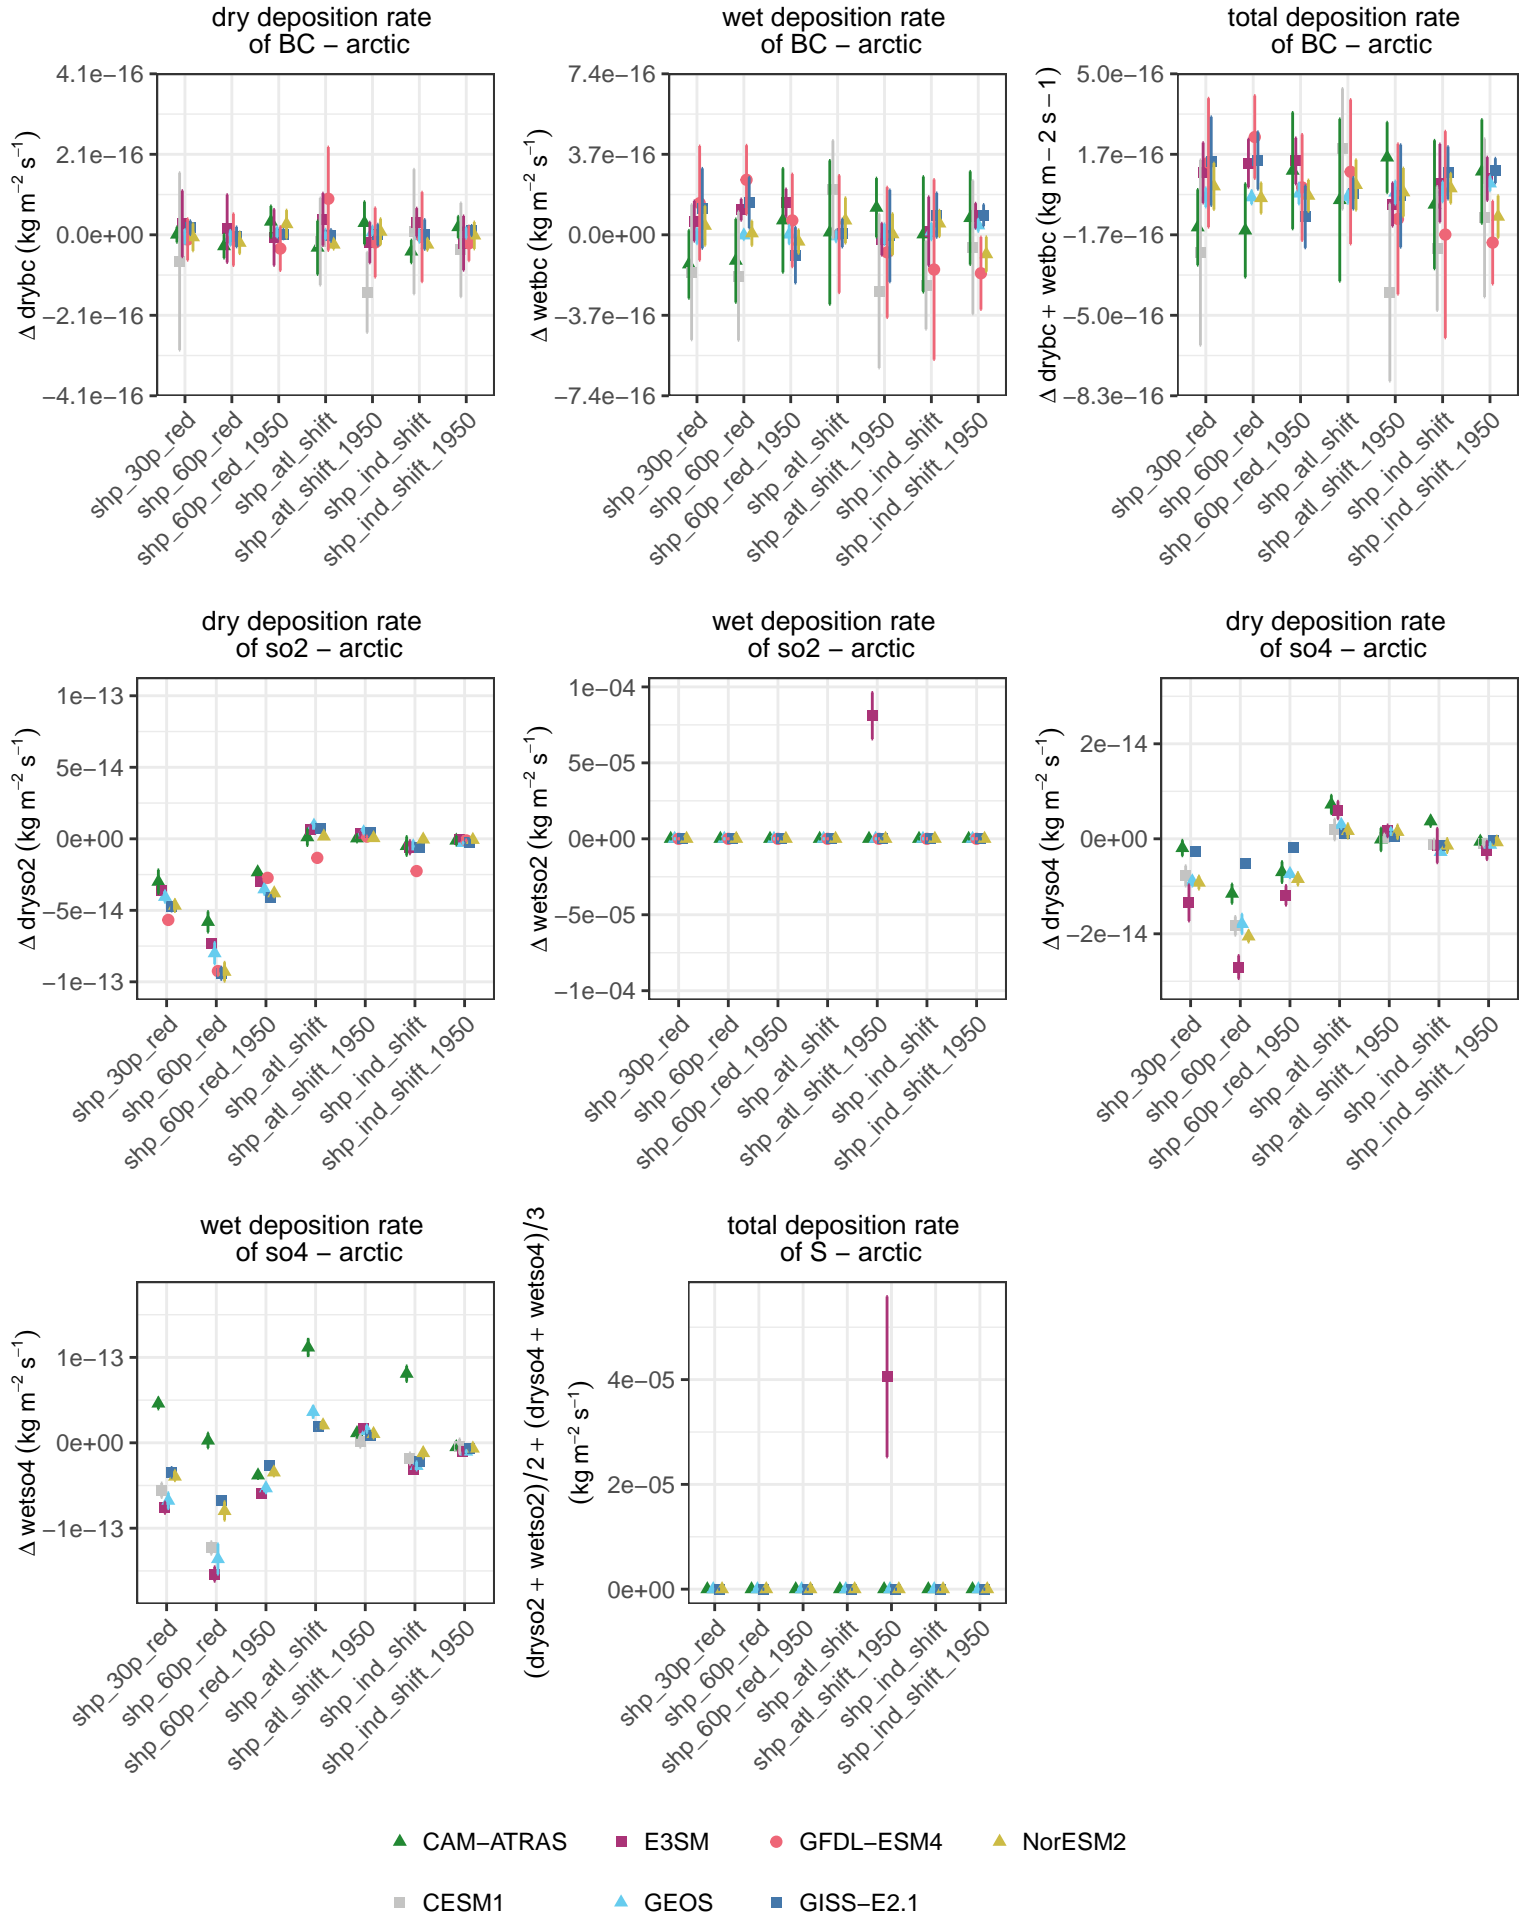 dry deposition rate
of BC − arctic
Δ drybc (kg m−2 s−1)
4.1e−16
2.1e−16
0.0e+00
−2.1e−16
−4.1e−16
shp_30p_red
shp_60p_red
shp_60p_red_1950
shp_atl_shift
shp_atl_shift_1950
shp_ind_shift
shp_ind_shift_1950
wet deposition rate
of BC − arctic
Δ wetbc (kg m−2 s−1)
7.4e−16
3.7e−16
0.0e+00
−3.7e−16
−7.4e−16
shp_30p_red
shp_60p_red
shp_60p_red_1950
shp_atl_shift
shp_atl_shift_1950
shp_ind_shift
shp_ind_shift_1950
total deposition rate
of BC − arctic
Δ drybc + wetbc (kg m − 2 s − 1)
5.0e−16
1.7e−16
−1.7e−16
−5.0e−16
−8.3e−16
shp_30p_red
shp_60p_red
shp_60p_red_1950
shp_atl_shift
shp_atl_shift_1950
shp_ind_shift
shp_ind_shift_1950
dry deposition rate
of so2 − arctic
Δ dryso2 (kg m−2 s−1)
1e−13
5e−14
0e+00
−5e−14
−1e−13
shp_30p_red
shp_60p_red
shp_60p_red_1950
shp_atl_shift
shp_atl_shift_1950
shp_ind_shift
shp_ind_shift_1950
wet deposition rate
of so2 − arctic
Δ wetso2 (kg m−2 s−1)
1e−04
5e−05
0e+00
−5e−05
−1e−04
shp_30p_red
shp_60p_red
shp_60p_red_1950
shp_atl_shift
shp_atl_shift_1950
shp_ind_shift
shp_ind_shift_1950
dry deposition rate
of so4 − arctic
Δ dryso4 (kg m−2 s−1)
2e−14
0e+00
−2e−14
shp_30p_red
shp_60p_red
shp_60p_red_1950
shp_atl_shift
shp_atl_shift_1950
shp_ind_shift
shp_ind_shift_1950
wet deposition rate
of so4 − arctic
Δ wetso4 (kg m−2 s−1)
1e−13
0e+00
−1e−13
shp_30p_red
shp_60p_red
shp_60p_red_1950
shp_atl_shift
shp_atl_shift_1950
shp_ind_shift
shp_ind_shift_1950
total deposition rate
of S − arctic
(dryso2 + wetso2)/2 + (dryso4 + wetso4)/3
(kg m−2 s−1)
4e−05
2e−05
0e+00
shp_30p_red
shp_60p_red
shp_60p_red_1950
shp_atl_shift
shp_atl_shift_1950
shp_ind_shift
shp_ind_shift_1950
CAM−ATRAS E3SM GFDL−ESM4 NorESM2
CESM1 GEOS GISS−E2.1